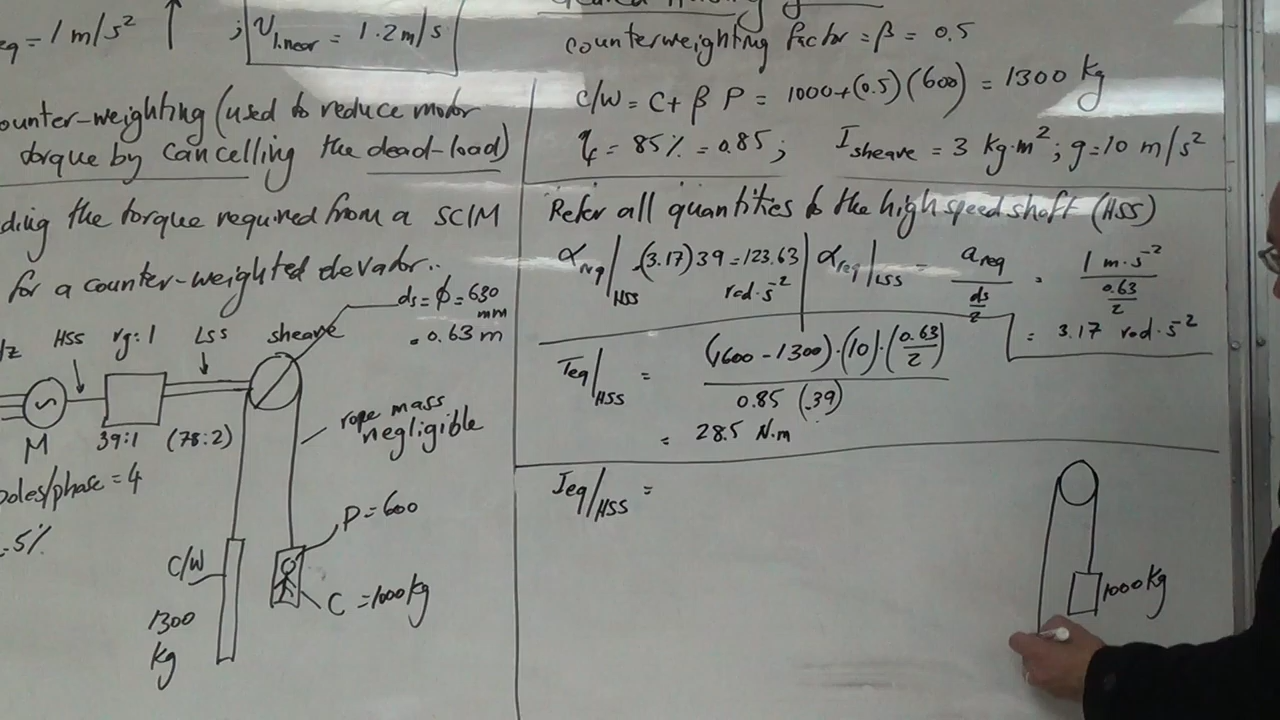 eq = 1 m/s² ↑ ; v linear = 1.2 m/s
ounter-weighting (used to reduce motor
torque by cancelling the dead-load)
ding the torque required from a SCIM
for a counter-weighted elevator..
ds = ϕ = 630 mm
= 0.63 m
z HSS rg:1 LSS sheave
M 39:1 (78:2)
rope mass
negligible
poles/phase = 4
.5%
P = 600
C/W
1300
kg
C = 1000 kg
counterweighting factor = β = 0.5
C/W = C + β P = 1000 + (0.5)(600) = 1300 kg
η = 85% = 0.85 ; I sheave = 3 kg·m² ; g = 10 m/s²
Refer all quantities to the high speed shaft (HSS)
α req/HSS = (3.17) 39 = 123.63 rad·s⁻²
α req/LSS = a req / (ds/2) = 1 m·s⁻² / (0.63/2)
= 3.17 rad·s⁻²
Teq/HSS = (1600 - 1300)·(10)·(0.63/2) / 0.85 (39)
= 28.5 N.m
Jeq/HSS =
1000 kg